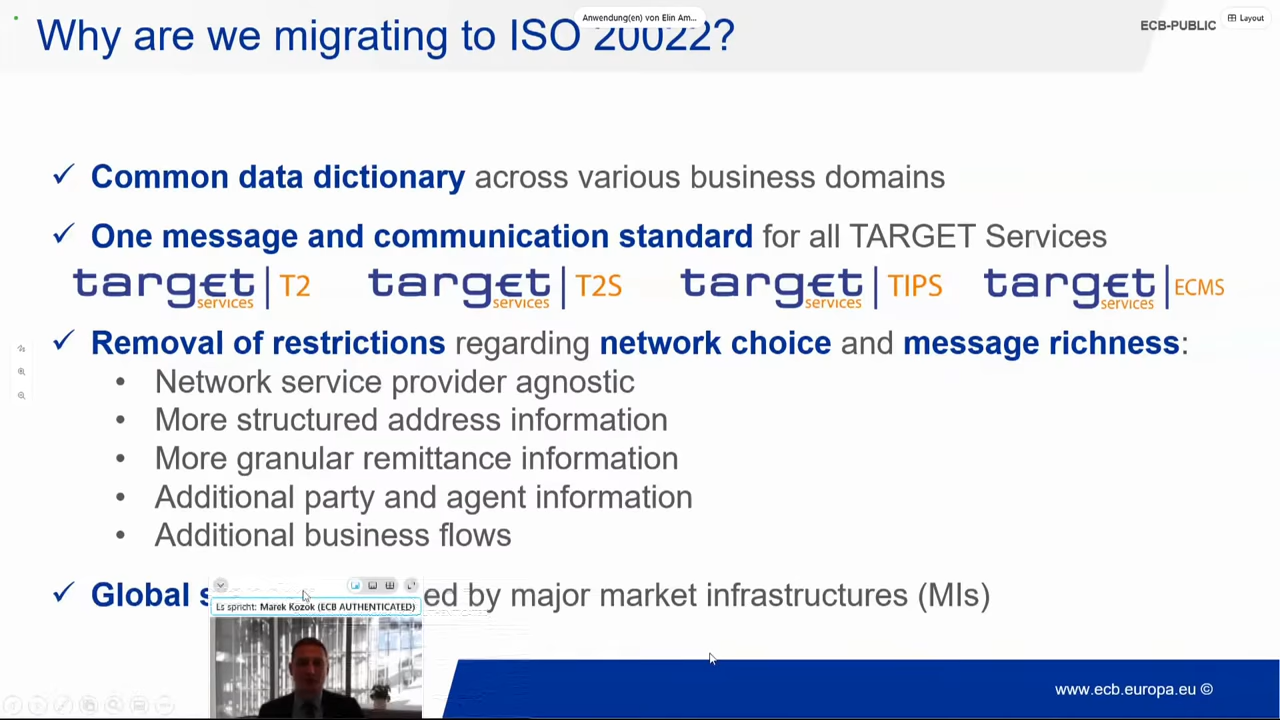 Anwendung(en) von Elin Am...
Why are we migrating to ISO 20022?
ECB-PUBLIC
Layout
✓ Common data dictionary across various business domains
✓ One message and communication standard for all TARGET Services
target services | T2
target services | T2S
target services | TIPS
target services | ECMS
✓ Removal of restrictions regarding network choice and message richness:
• Network service provider agnostic
• More structured address information
• More granular remittance information
• Additional party and agent information
• Additional business flows
✓ Global by major market infrastructures (MIs)
Es spricht: Marek Kozok (ECB AUTHENTICATED)
www.ecb.europa.eu ©